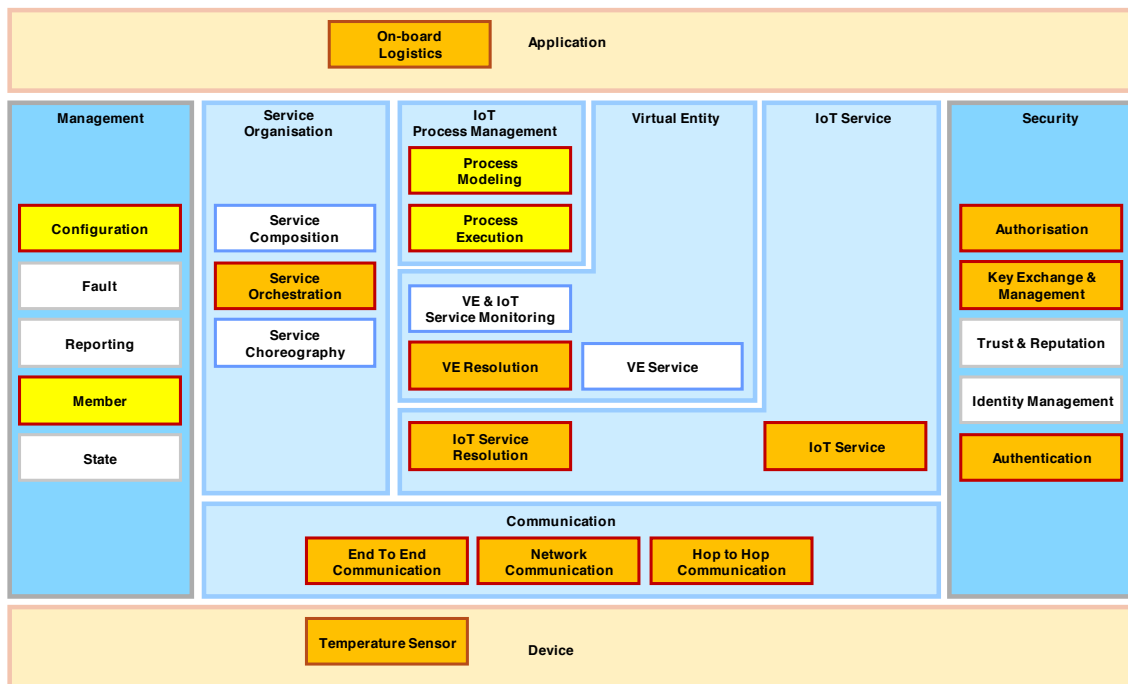 On-board
Logistics
Application
Management
Configuration
Fault
Reporting
Member
State
Service
Organisation
Service
Composition
Service
Orchestration
Service
Choreography
IoT
Process Management
Process
Modeling
Process
Execution
Virtual Entity
VE & IoT
Service Monitoring
VE Resolution
VE Service
IoT Service
IoT Service
Resolution
IoT Service
Security
Authorisation
Key Exchange &
Management
Trust & Reputation
Identity Management
Authentication
Communication
End To End
Communication
Network
Communication
Hop to Hop
Communication
Temperature Sensor
Device